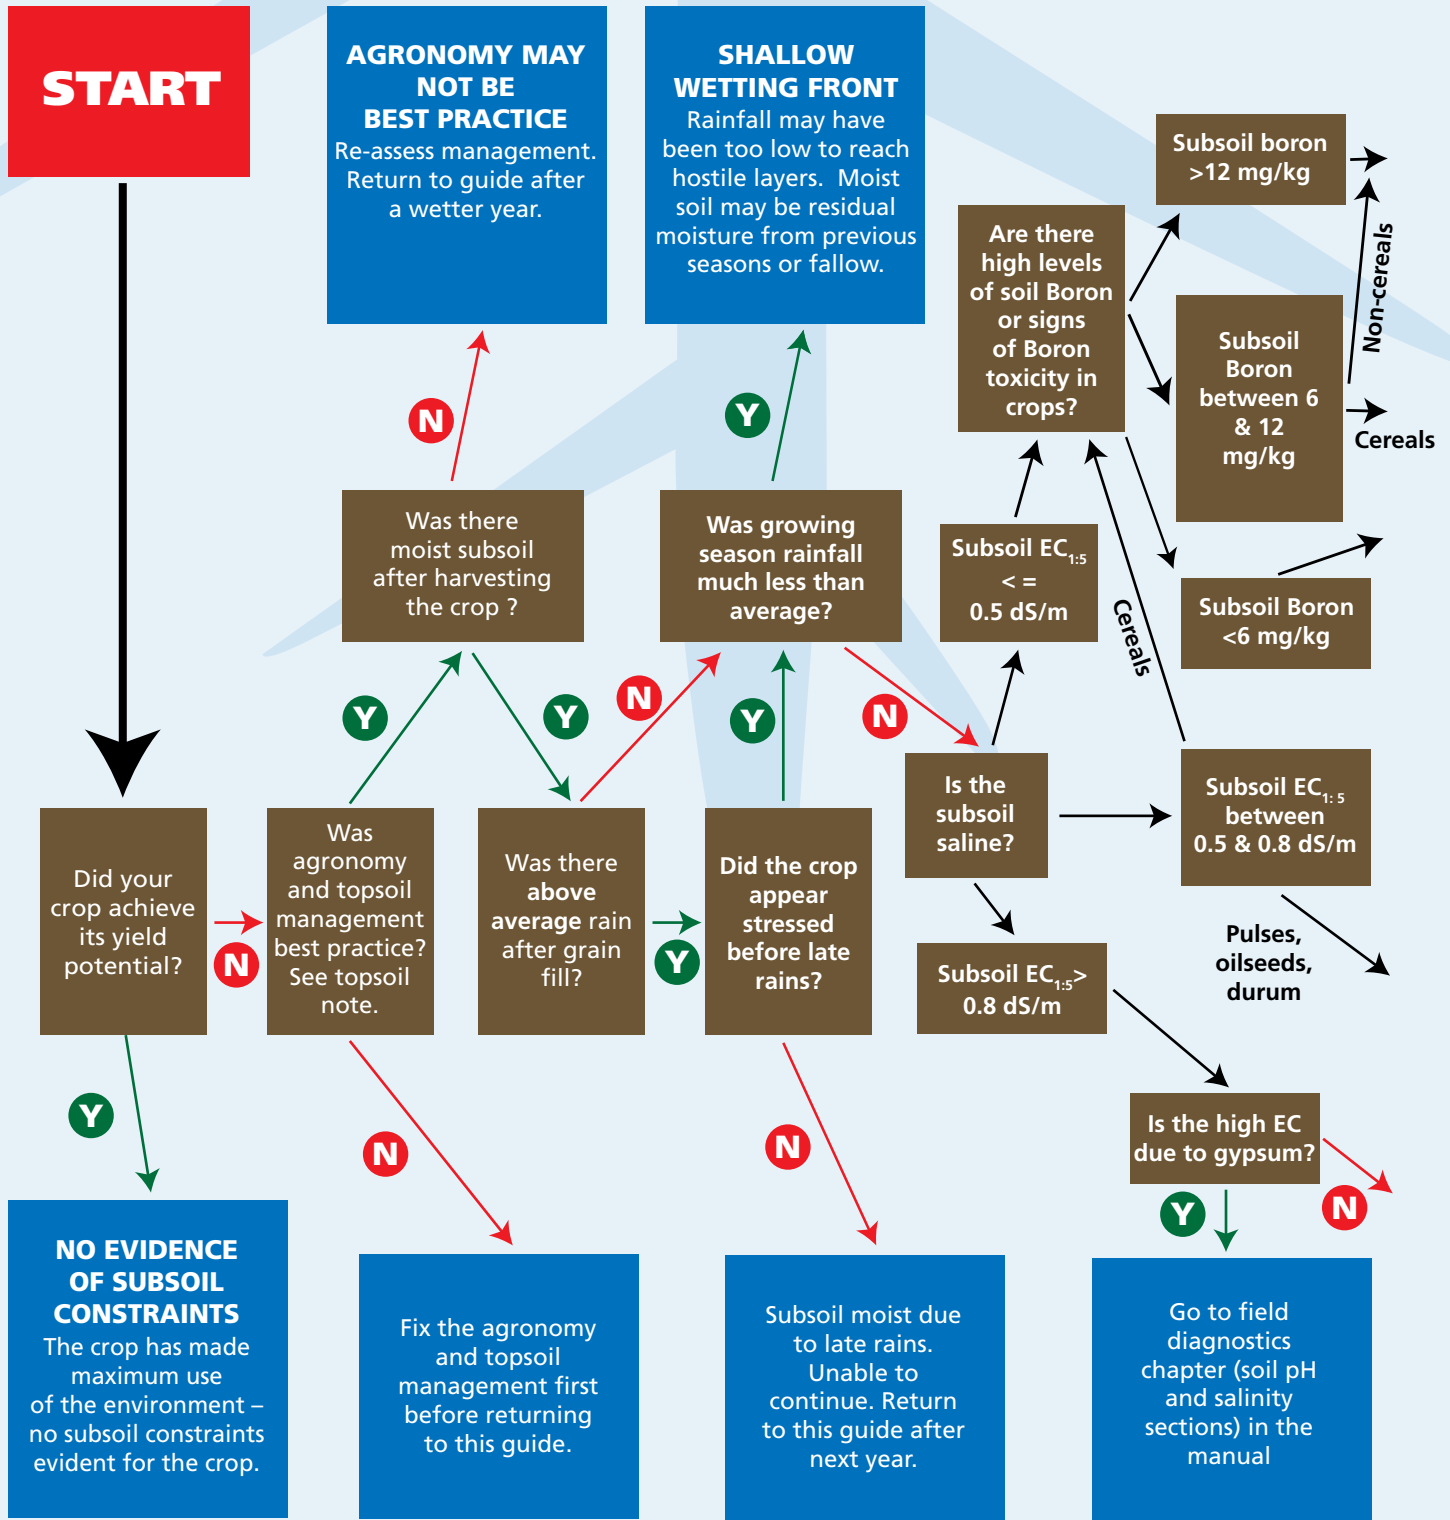 START
AGRONOMY MAY
NOT BE
BEST PRACTICE
Re-assess management.
Return to guide after
a wetter year.
SHALLOW
WETTING FRONT
Rainfall may have
been too low to reach
hostile layers.  Moist
soil may be residual
moisture from previous
seasons or fallow.
Subsoil boron
>12 mg/kg
Are there
high levels
of soil Boron
or signs
of Boron
toxicity in
crops?
Non-cereals
Subsoil
Boron
between 6
& 12
mg/kg
Cereals
N
Y
Was there
moist subsoil
after harvesting
the crop ?
Was growing
season rainfall
much less than
average?
Subsoil EC1:5
< =
0.5 dS/m
Cereals
Subsoil Boron
<6 mg/kg
Y
Y
N
Y
N
Did your
crop achieve
its yield
potential?
N
Was
agronomy
and topsoil
management
best practice?
See topsoil
note.
Was there
above
average rain
after grain
fill?
Y
Did the crop
appear
stressed
before late
rains?
Is the
subsoil
saline?
Subsoil EC1: 5
between
0.5 & 0.8 dS/m
Pulses,
oilseeds,
durum
Subsoil EC1:5>
0.8 dS/m
Y
N
N
Is the high EC
due to gypsum?
Y
N
NO EVIDENCE
OF SUBSOIL
CONSTRAINTS
The crop has made
maximum use
of the environment –
no subsoil constraints
evident for the crop.
Fix the agronomy
and topsoil
management first
before returning
to this guide.
Subsoil moist due
to late rains.
Unable to
continue. Return
to this guide after
next year.
Go to field
diagnostics
chapter (soil pH
and salinity
sections) in the
manual